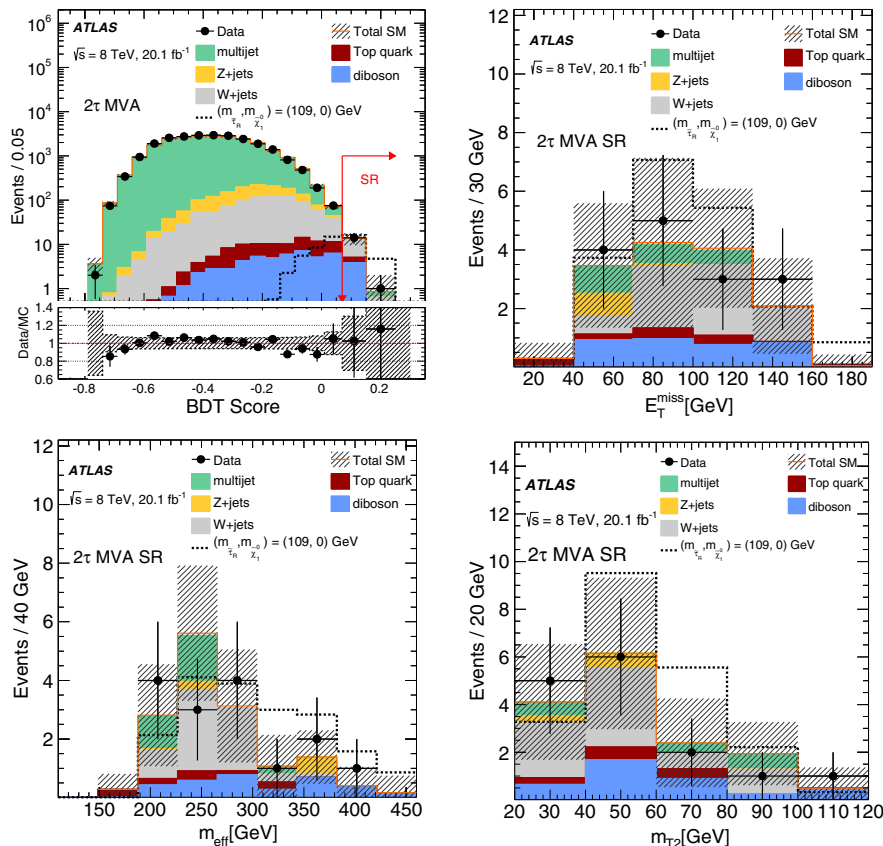 10⁶
10⁵
10⁴
10³
10²
10
1
Events / 0.05
ATLAS
√s = 8 TeV, 20.1 fb⁻¹
2τ MVA
Data
Total SM
multijet
Top quark
Z+jets
diboson
W+jets
(m_τ̃R, m_χ̃⁰₁) = (109, 0) GeV
SR
1.4
1.2
1.0
0.8
0.6
Data/MC
-0.8 -0.6 -0.4 -0.2 0 0.2
BDT Score
12
10
8
6
4
2
Events / 30 GeV
ATLAS
√s = 8 TeV, 20.1 fb⁻¹
2τ MVA SR
Data
Total SM
multijet
Top quark
Z+jets
diboson
W+jets
(m_τ̃R, m_χ̃⁰₁) = (109, 0) GeV
20 40 60 80 100 120 140 160 180
E_T^miss[GeV]
12
10
8
6
4
2
Events / 40 GeV
ATLAS
√s = 8 TeV, 20.1 fb⁻¹
2τ MVA SR
Data
Total SM
multijet
Top quark
Z+jets
diboson
W+jets
(m_τ̃R, m_χ̃⁰₁) = (109, 0) GeV
150 200 250 300 350 400 450
m_eff[GeV]
14
12
10
8
6
4
2
Events / 20 GeV
ATLAS
√s = 8 TeV, 20.1 fb⁻¹
2τ MVA SR
Data
Total SM
multijet
Top quark
Z+jets
diboson
W+jets
(m_τ̃R, m_χ̃⁰₁) = (109, 0) GeV
20 30 40 50 60 70 80 90 100 110 120
m_T2[GeV]